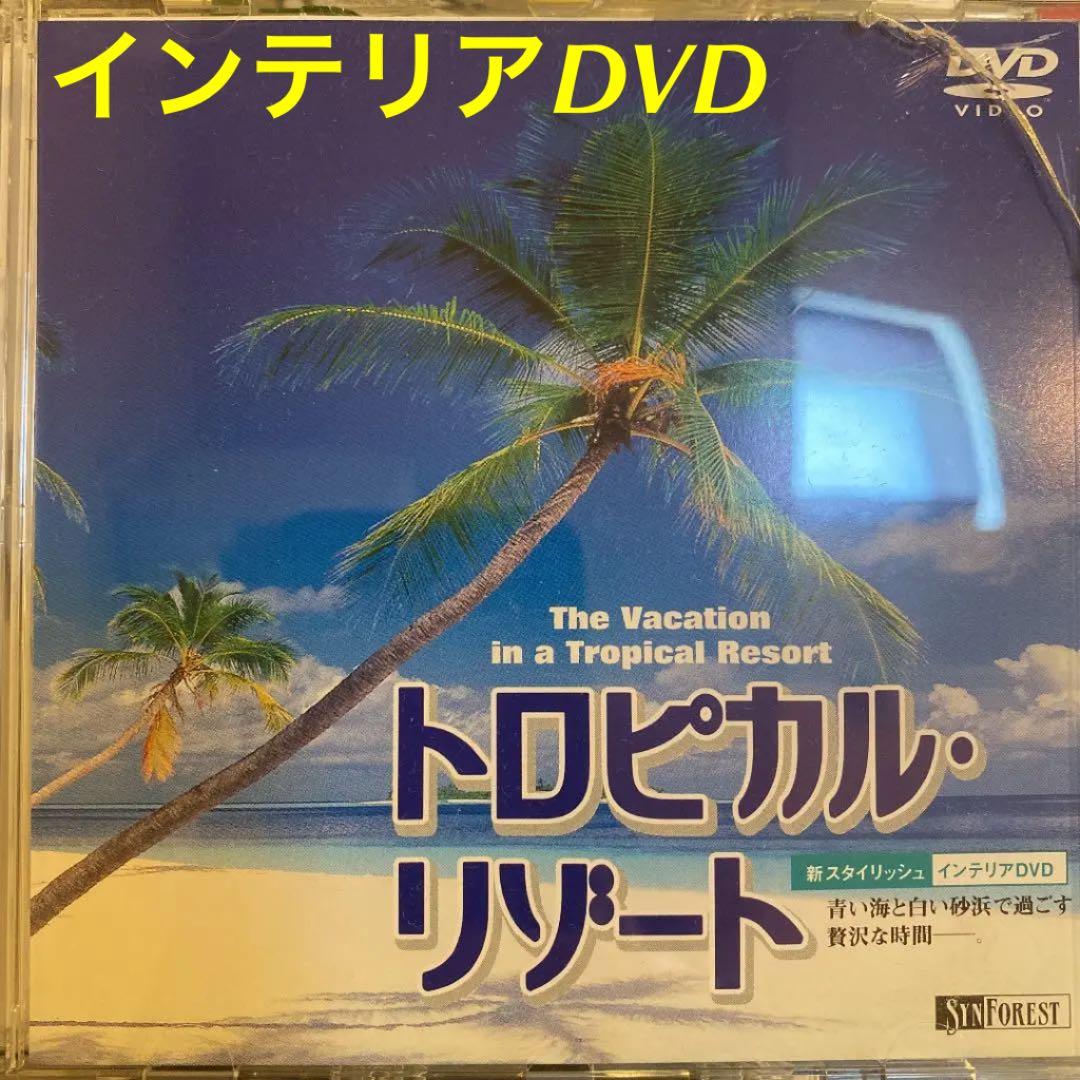 インテリアDVD
DVD
VIDEO
The Vacation
in a Tropical Resort
トロピカル・
リゾート
新スタイリッシュ インテリアDVD
青い海と白い砂浜で過ごす
贅沢な時間──。
SYNFOREST